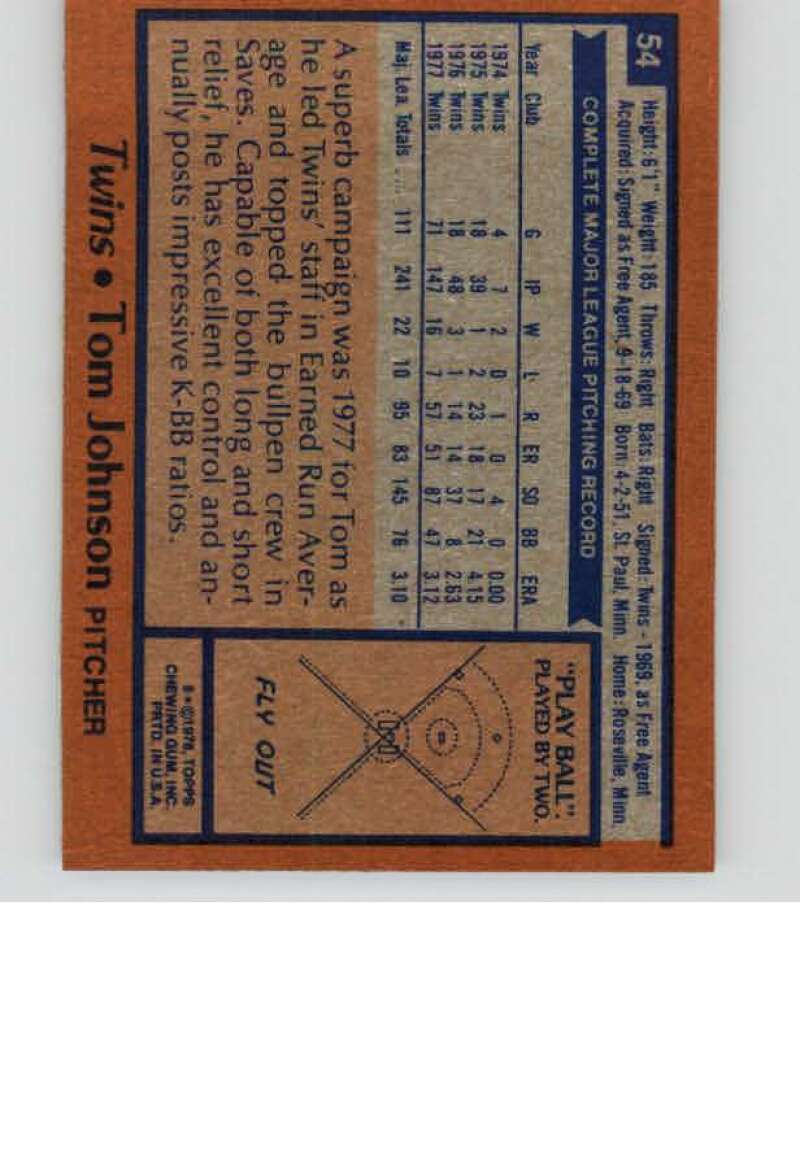 54
Height: 6'1" Weight: 185 Throws: Right Bats: Right Signed: Twins - 1969, as Free Agent
Acquired: Signed as Free Agent, 9-18-69 Born: 4-2-51, St. Paul, Minn. Home: Roseville, Minn.
COMPLETE MAJOR LEAGUE PITCHING RECORD
Year Club G IP W L R ER SO BB ERA
1974 Twins 4 7 2 0 1 0 4 0 0.00
1975 Twins 18 39 1 2 23 18 17 21 4.15
1976 Twins 18 48 3 1 14 14 37 8 2.63
1977 Twins 71 147 16 7 57 51 87 47 3.12
Maj. Lea. Totals .... 111 241 22 10 95 83 145 76 3.10
A superb campaign was 1977 for Tom as
he led Twins' staff in Earned Run Aver-
age and topped the bullpen crew in
Saves. Capable of both long and short
relief, he has excellent control and an-
nually posts impressive K-BB ratios.
"PLAY BALL".
PLAYED BY TWO.
FLY OUT
©1978, TOPPS
CHEWING GUM, INC.
PRTD. IN U.S.A.
Twins • Tom Johnson PITCHER